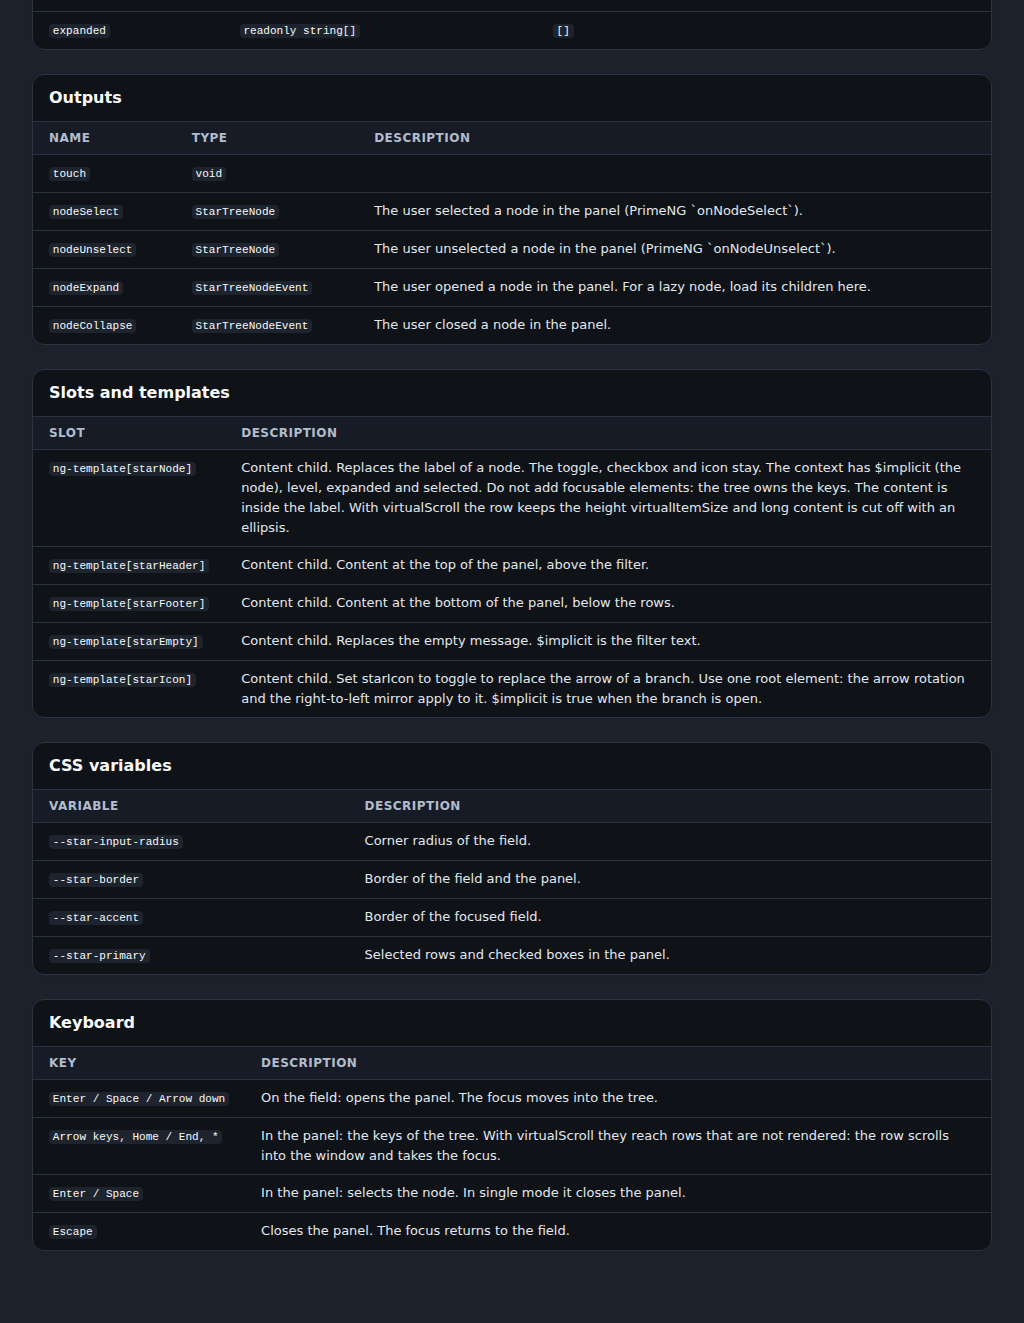 expanded readonly string[] []
Outputs
NAME TYPE DESCRIPTION
touch void
nodeSelect StarTreeNode The user selected a node in the panel (PrimeNG `onNodeSelect`).
nodeUnselect StarTreeNode The user unselected a node in the panel (PrimeNG `onNodeUnselect`).
nodeExpand StarTreeNodeEvent The user opened a node in the panel. For a lazy node, load its children here.
nodeCollapse StarTreeNodeEvent The user closed a node in the panel.
Slots and templates
SLOT DESCRIPTION
ng-template[starNode] Content child. Replaces the label of a node. The toggle, checkbox and icon stay. The context has $implicit (the
node), level, expanded and selected. Do not add focusable elements: the tree owns the keys. The content is
inside the label. With virtualScroll the row keeps the height virtualItemSize and long content is cut off with an
ellipsis.
ng-template[starHeader] Content child. Content at the top of the panel, above the filter.
ng-template[starFooter] Content child. Content at the bottom of the panel, below the rows.
ng-template[starEmpty] Content child. Replaces the empty message. $implicit is the filter text.
ng-template[starIcon] Content child. Set starIcon to toggle to replace the arrow of a branch. Use one root element: the arrow rotation
and the right-to-left mirror apply to it. $implicit is true when the branch is open.
CSS variables
VARIABLE DESCRIPTION
--star-input-radius Corner radius of the field.
--star-border Border of the field and the panel.
--star-accent Border of the focused field.
--star-primary Selected rows and checked boxes in the panel.
Keyboard
KEY DESCRIPTION
Enter / Space / Arrow down On the field: opens the panel. The focus moves into the tree.
Arrow keys, Home / End, * In the panel: the keys of the tree. With virtualScroll they reach rows that are not rendered: the row scrolls
into the window and takes the focus.
Enter / Space In the panel: selects the node. In single mode it closes the panel.
Escape Closes the panel. The focus returns to the field.